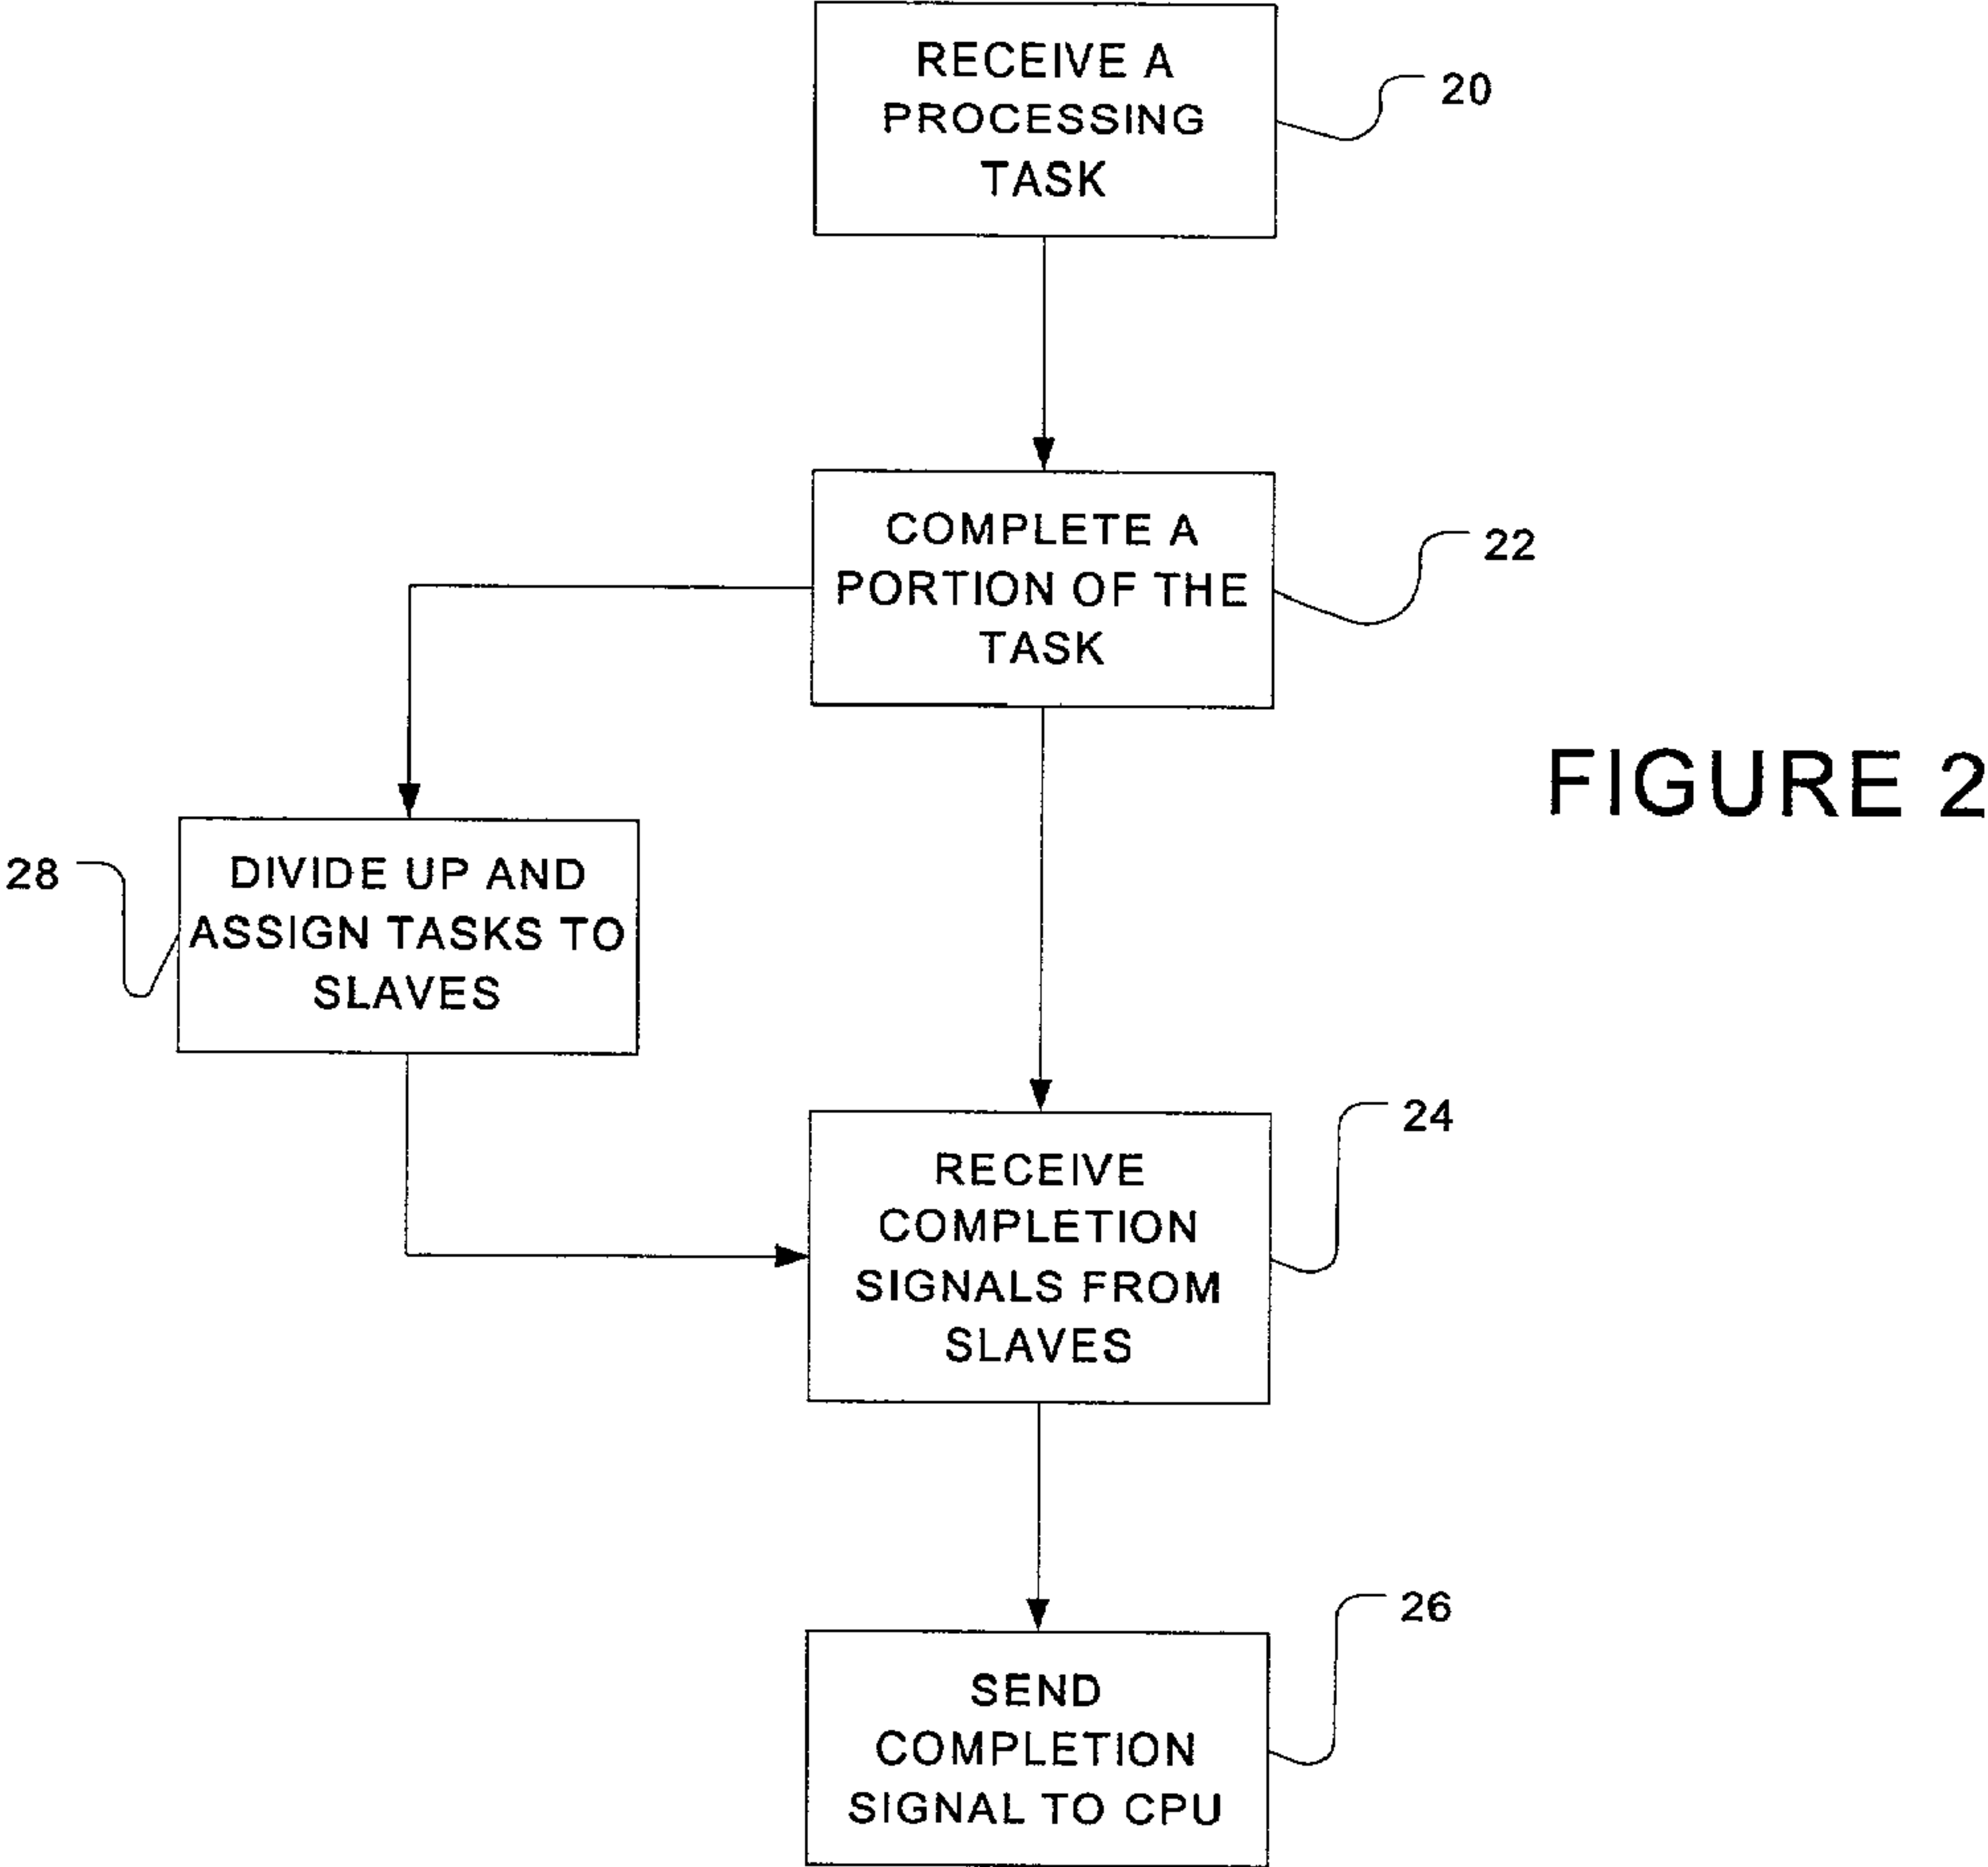 RECEIVE A
PROCESSING
TASK
20
COMPLETE A
PORTION OF THE
TASK
22
FIGURE 2
28
DIVIDE UP AND
ASSIGN TASKS TO
SLAVES
24
RECEIVE
COMPLETION
SIGNALS FROM
SLAVES
26
SEND
COMPLETION
SIGNAL TO CPU